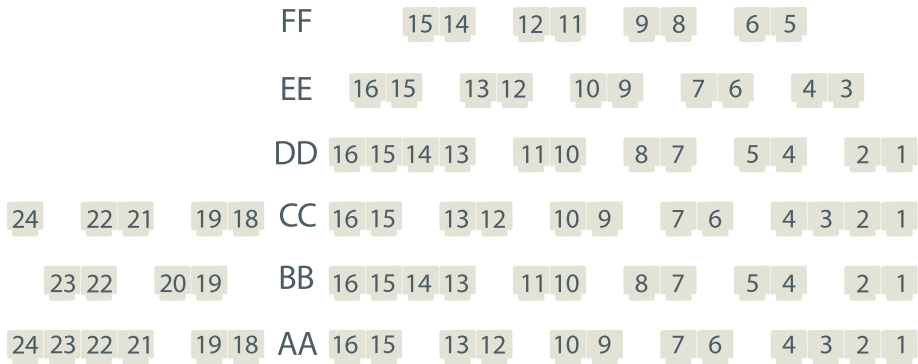 FF 15 14 12 11 9 8 6 5
EE 16 15 13 12 10 9 7 6 4 3
DD 16 15 14 13 11 10 8 7 5 4 2 1
24 22 21 19 18 CC 16 15 13 12 10 9 7 6 4 3 2 1
23 22 20 19 BB 16 15 14 13 11 10 8 7 5 4 2 1
24 23 22 21 19 18 AA 16 15 13 12 10 9 7 6 4 3 2 1